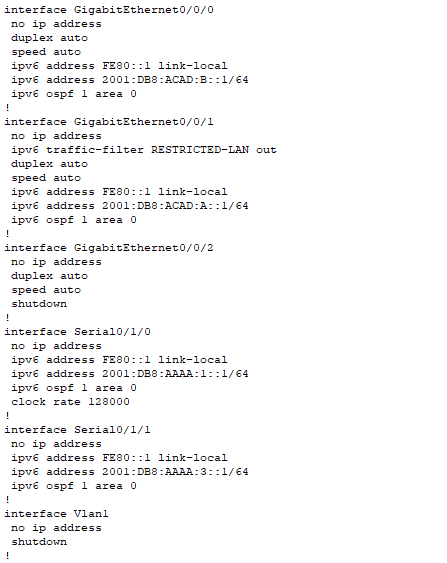 interface GigabitEthernet0/0/0
 no ip address
 duplex auto
 speed auto
 ipv6 address FE80::1 link-local
 ipv6 address 2001:DB8:ACAD:B::1/64
 ipv6 ospf 1 area 0
!
interface GigabitEthernet0/0/1
 no ip address
 ipv6 traffic-filter RESTRICTED-LAN out
 duplex auto
 speed auto
 ipv6 address FE80::1 link-local
 ipv6 address 2001:DB8:ACAD:A::1/64
 ipv6 ospf 1 area 0
!
interface GigabitEthernet0/0/2
 no ip address
 duplex auto
 speed auto
 shutdown
!
interface Serial0/1/0
 no ip address
 ipv6 address FE80::1 link-local
 ipv6 address 2001:DB8:AAAA:1::1/64
 ipv6 ospf 1 area 0
 clock rate 128000
!
interface Serial0/1/1
 no ip address
 ipv6 address FE80::1 link-local
 ipv6 address 2001:DB8:AAAA:3::1/64
 ipv6 ospf 1 area 0
!
interface Vlan1
 no ip address
 shutdown
!